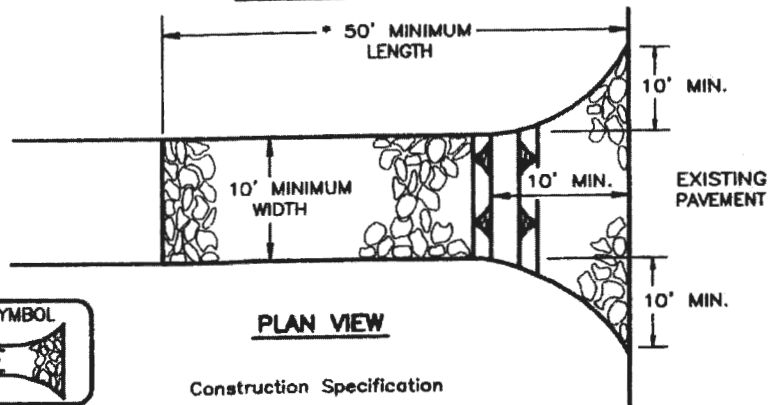 * 50' MINIMUM
LENGTH
10' MIN.
10' MINIMUM
WIDTH
10' MIN.
EXISTING
PAVEMENT
10' MIN.
YMBOL
PLAN VIEW
Construction Specification